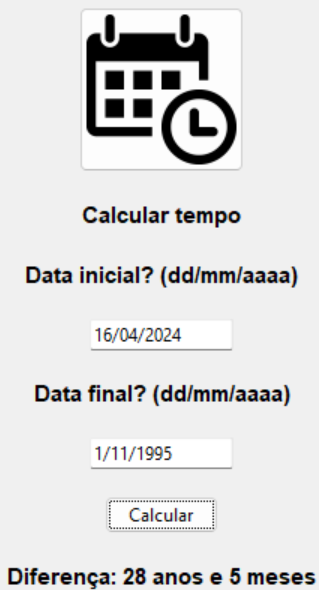 Calcular tempo
Data inicial? (dd/mm/aaaa)
16/04/2024
Data final? (dd/mm/aaaa)
1/11/1995
Calcular
Diferença: 28 anos e 5 meses